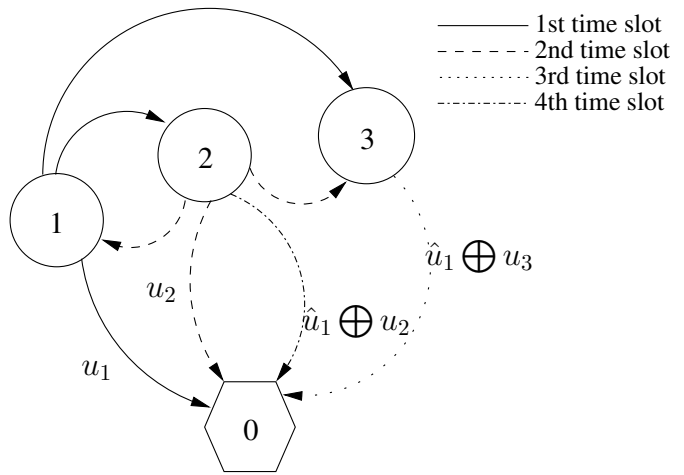 1st time slot
2nd time slot
3rd time slot
4th time slot
3
2
1
û₁ ⊕ u₃
u₂
û₁ ⊕ u₂
u₁
0